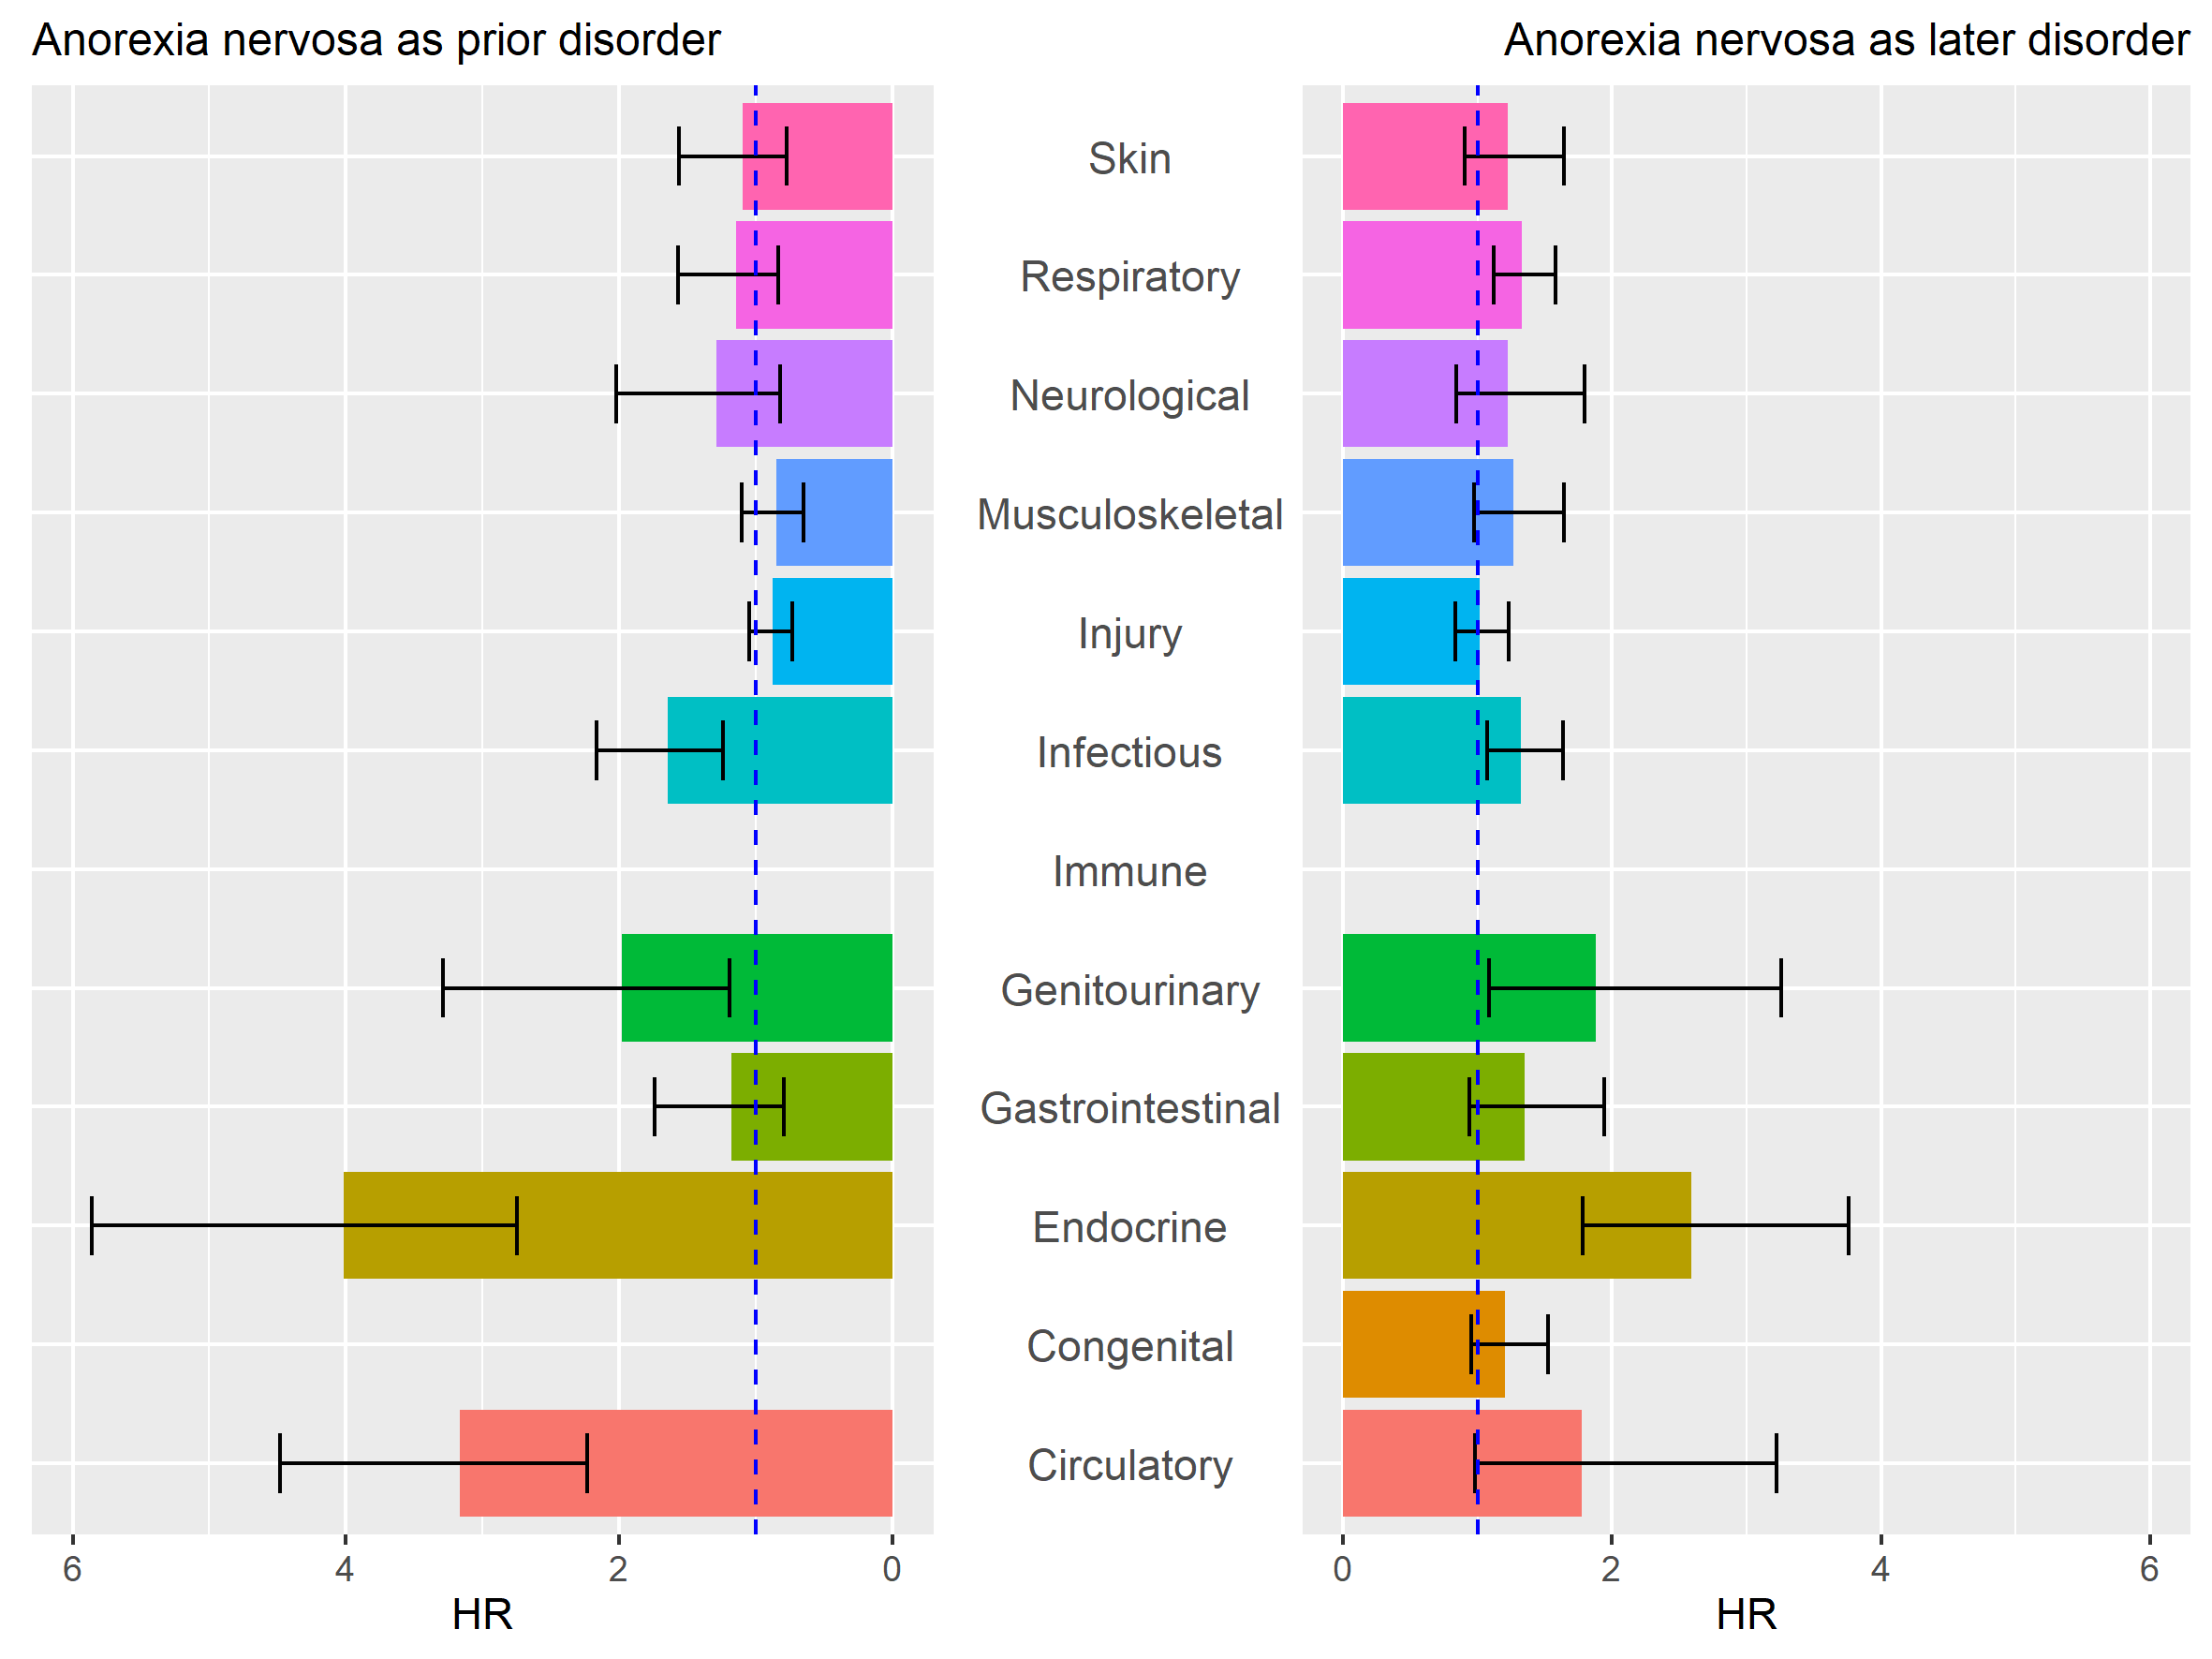 Anorexia nervosa as prior disorder
Anorexia nervosa as later disorder
Skin
Respiratory
Neurological
Musculoskeletal
Injury
Infectious
Immune
Genitourinary
Gastrointestinal
Endocrine
Congenital
Circulatory
6 4 2 0
0 2 4 6
HR
HR